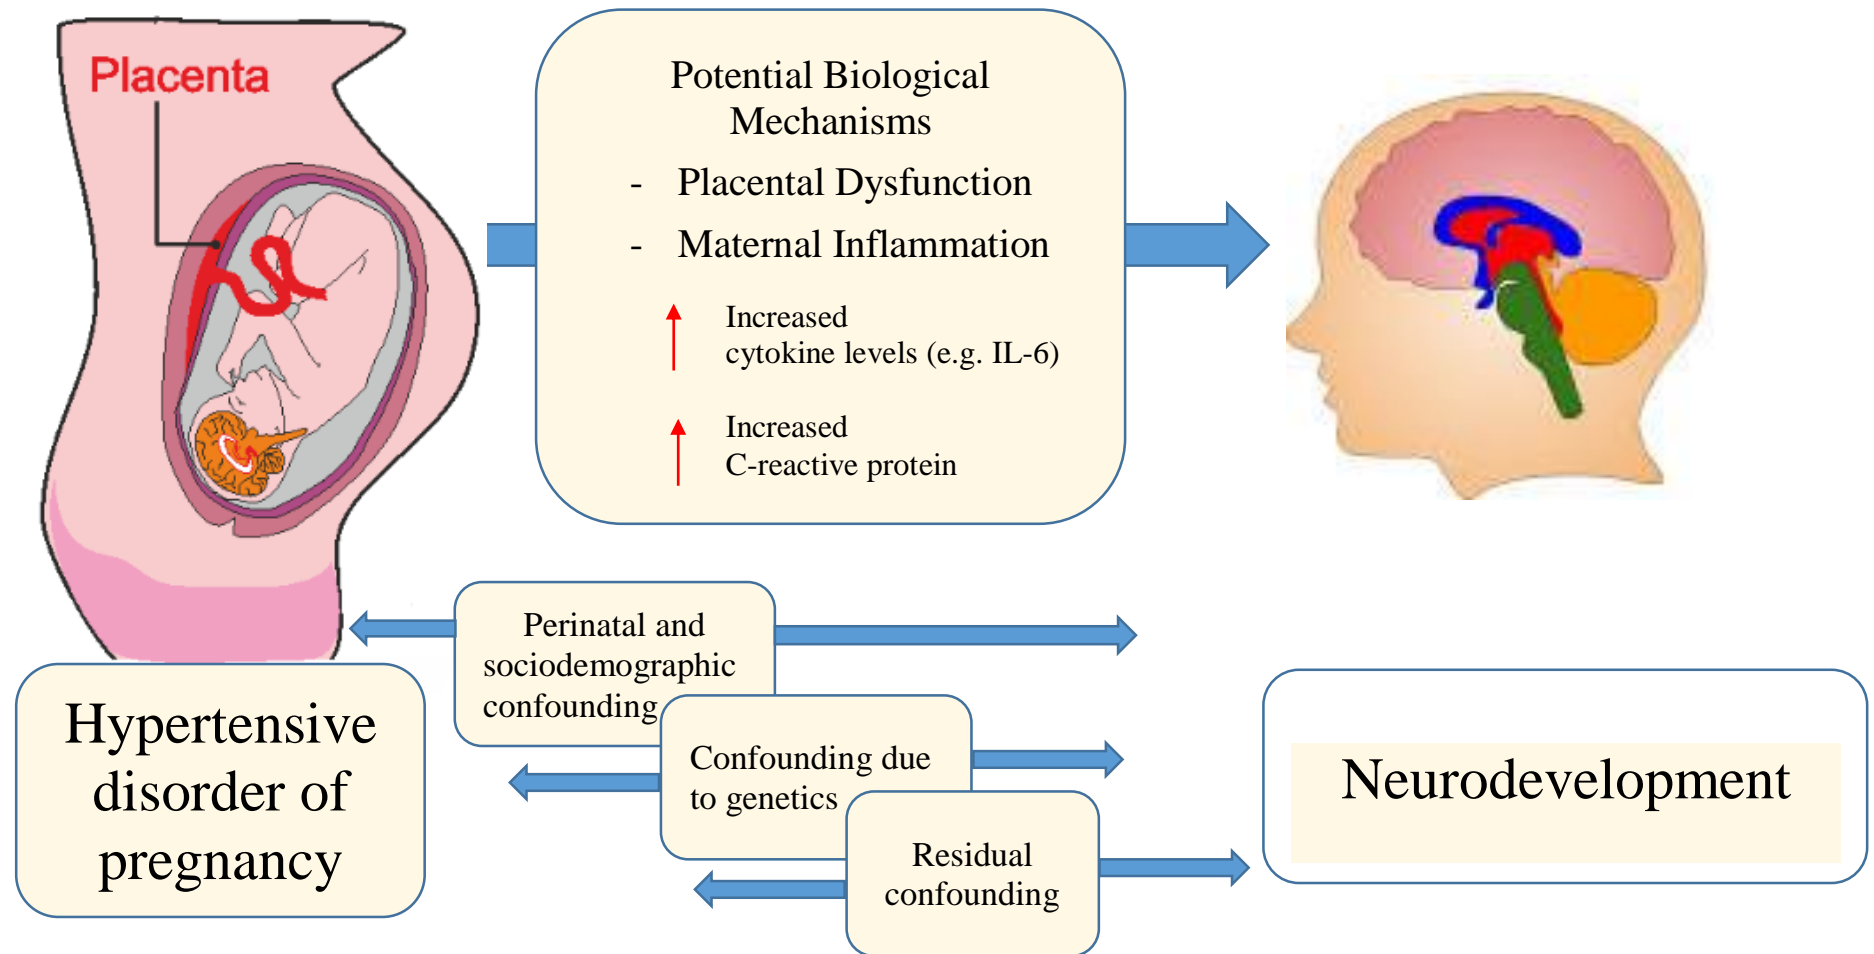 Placenta
Potential Biological
Mechanisms
- Placental Dysfunction
- Maternal Inflammation
Increased
cytokine levels (e.g. IL-6)
Increased
C-reactive protein
Perinatal and
sociodemographic
confounding
Confounding due
to genetics
Residual
confounding
Hypertensive
disorder of
pregnancy
Neurodevelopment